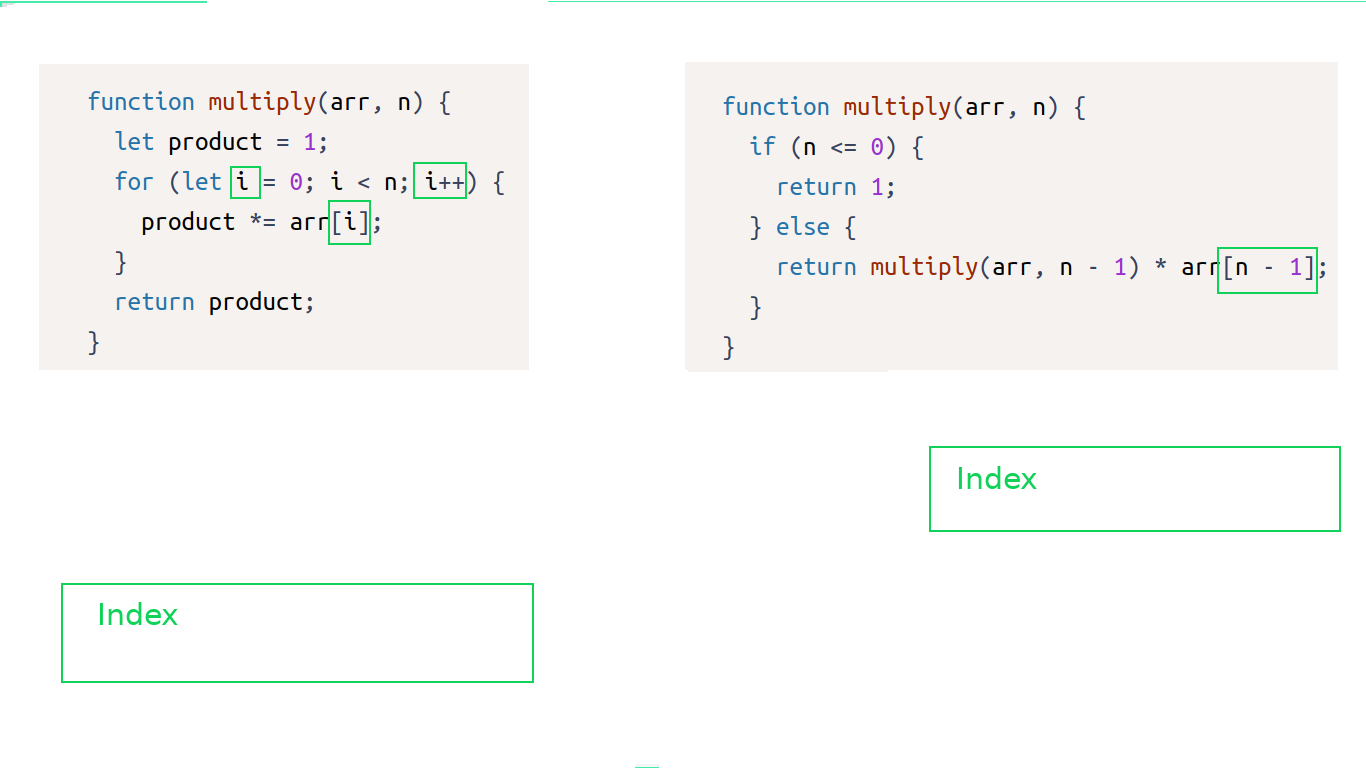 function multiply(arr, n) {
let product = 1;
for (let i = 0; i < n; i++) {
product *= arr[i];
}
return product;
}
function multiply(arr, n) {
if (n <= 0) {
return 1;
} else {
return multiply(arr, n - 1) * arr[n - 1];
}
}
Index
Index